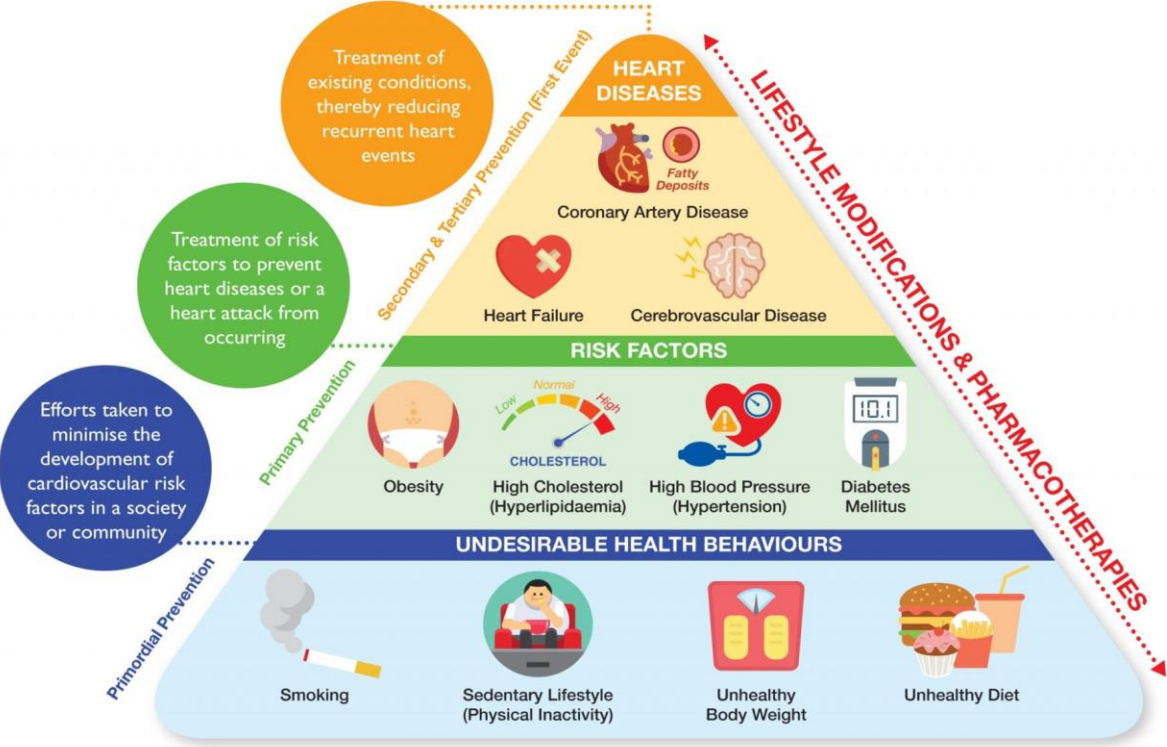 Treatment of
existing conditions,
thereby reducing
recurrent heart
events
Treatment of risk
factors to prevent
heart diseases or a
heart attack from
occurring
Efforts taken to
minimise the
development of
cardiovascular risk
factors in a society
or community
Secondary & Tertiary Prevention (First Event)
Primary Prevention
Primordial Prevention
HEART
DISEASES
Fatty
Deposits
Coronary Artery Disease
Heart Failure
Cerebrovascular Disease
RISK FACTORS
Obesity
Low
Normal
High
CHOLESTEROL
High Cholesterol
(Hyperlipidaemia)
High Blood Pressure
(Hypertension)
10.1
Diabetes
Mellitus
UNDESIRABLE HEALTH BEHAVIOURS
Smoking
Sedentary Lifestyle
(Physical Inactivity)
Unhealthy
Body Weight
Unhealthy Diet
LIFESTYLE MODIFICATIONS & PHARMACOTHERAPIES